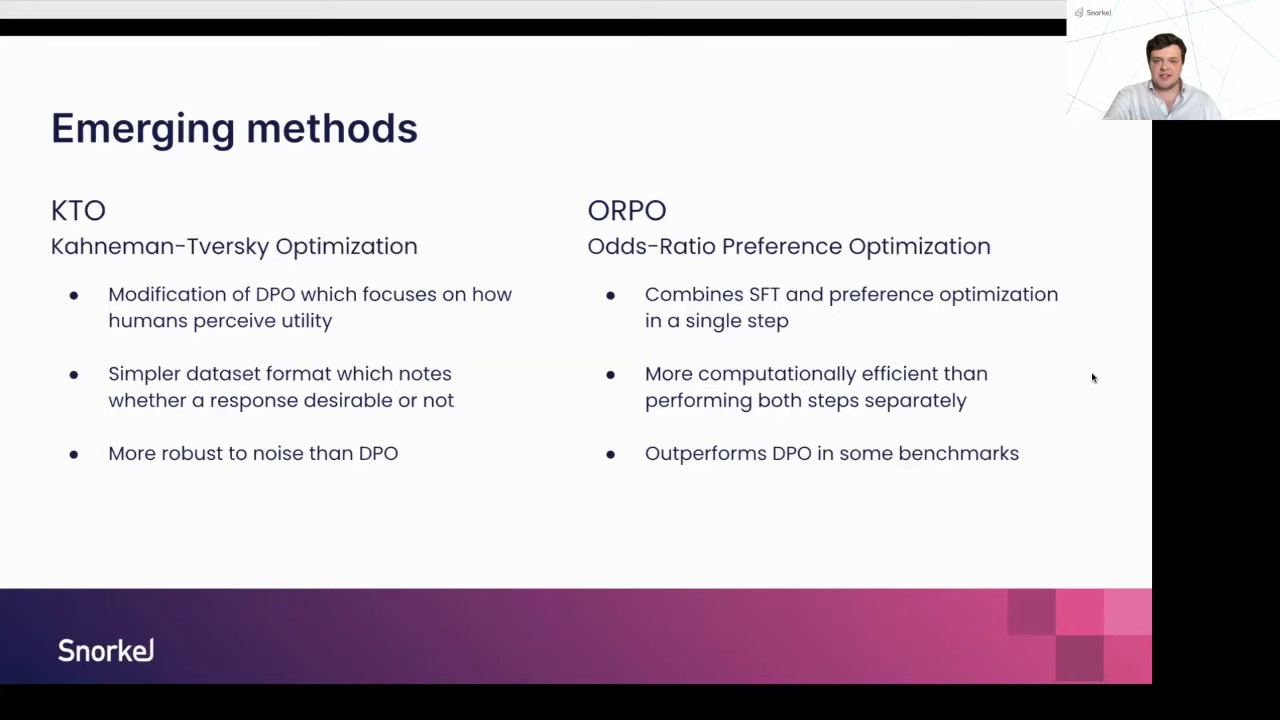 Snorkel
Emerging methods
KTO
Kahneman-Tversky Optimization
● Modification of DPO which focuses on how
humans perceive utility
● Simpler dataset format which notes
whether a response desirable or not
● More robust to noise than DPO
ORPO
Odds-Ratio Preference Optimization
● Combines SFT and preference optimization
in a single step
● More computationally efficient than
performing both steps separately
● Outperforms DPO in some benchmarks
Snorkel